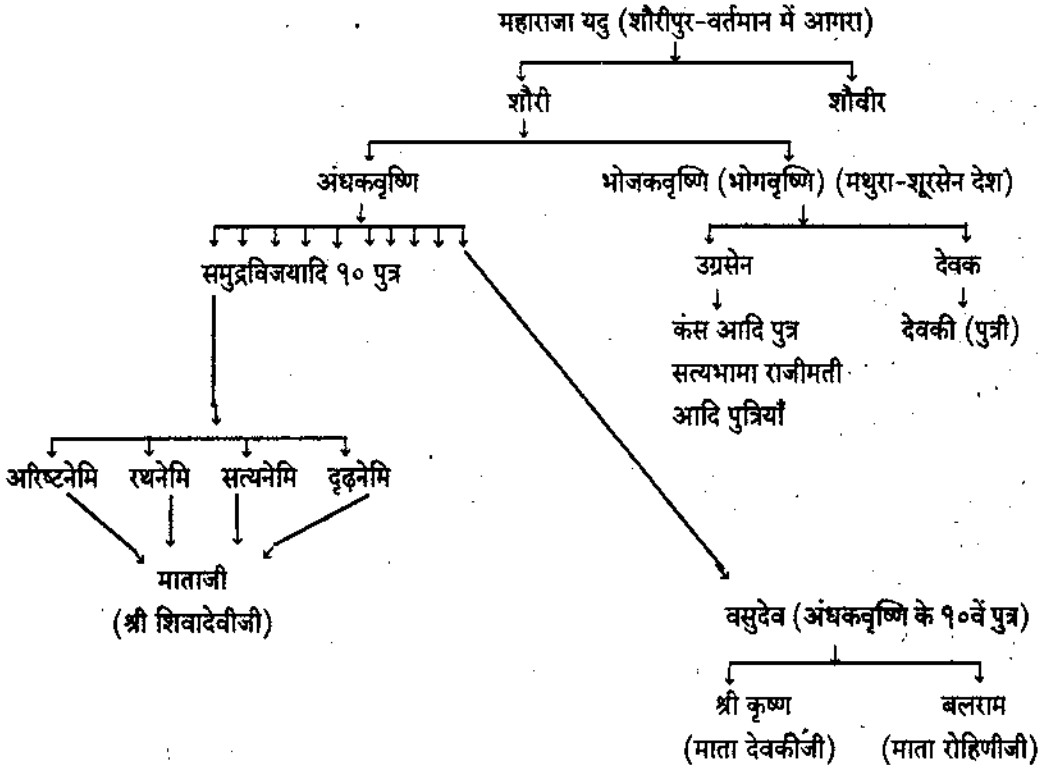 महाराजा यदु (शौरीपुर-वर्तमान में आगरा)
शौरी शौवीर
अंधकवृष्णि भोजकवृष्णि (भोगवृष्णि) (मथुरा-शूरसेन देश)
समुद्रविजयादि १० पुत्र उग्रसेन देवक
कंस आदि पुत्र देवकी (पुत्री)
सत्यभामा राजीमती
आदि पुत्रियाँ
अरिष्टनेमि रथनेमि सत्यनेमि दृढ़नेमि
माताजी
(श्री शिवादेवीजी)
वसुदेव (अंधकवृष्णि के १०वें पुत्र)
श्री कृष्ण बलराम
(माता देवकीजी) (माता रोहिणीजी)